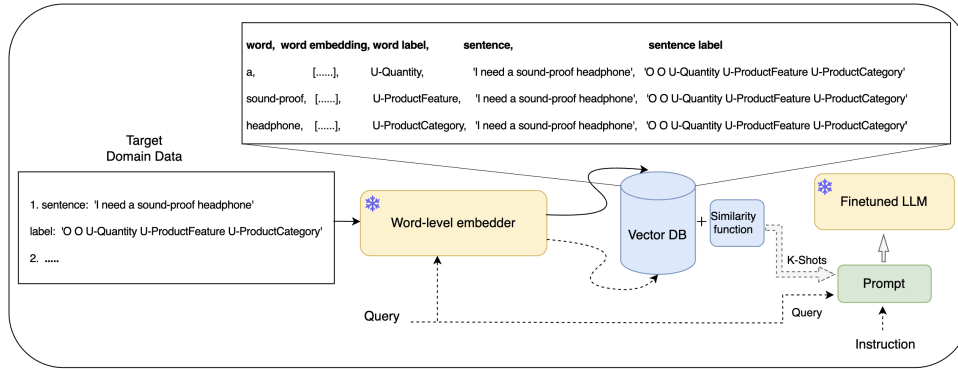 word, word embedding, word label, sentence, sentence label
a, [......], U-Quantity, 'I need a sound-proof headphone', 'O O U-Quantity U-ProductFeature U-ProductCategory'
sound-proof, [......], U-ProductFeature, 'I need a sound-proof headphone', 'O O U-Quantity U-ProductFeature U-ProductCategory'
headphone, [......], U-ProductCategory, 'I need a sound-proof headphone', 'O O U-Quantity U-ProductFeature U-ProductCategory'
Target
Domain Data
1. sentence: 'I need a sound-proof headphone'
label: 'O O U-Quantity U-ProductFeature U-ProductCategory'
2. .....
Word-level embedder
Vector DB
+
Similarity
function
Finetuned LLM
K-Shots
Prompt
Query
Query
Instruction